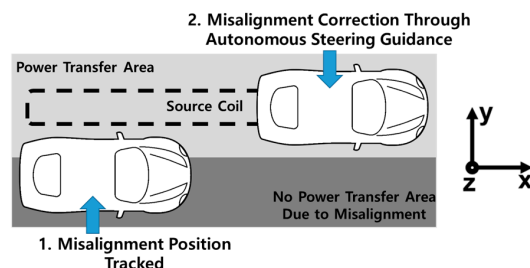 2. Misalignment Correction Through
Autonomous Steering Guidance
Power Transfer Area
Source Coil
y
z
x
No Power Transfer Area
Due to Misalignment
1. Misalignment Position
Tracked